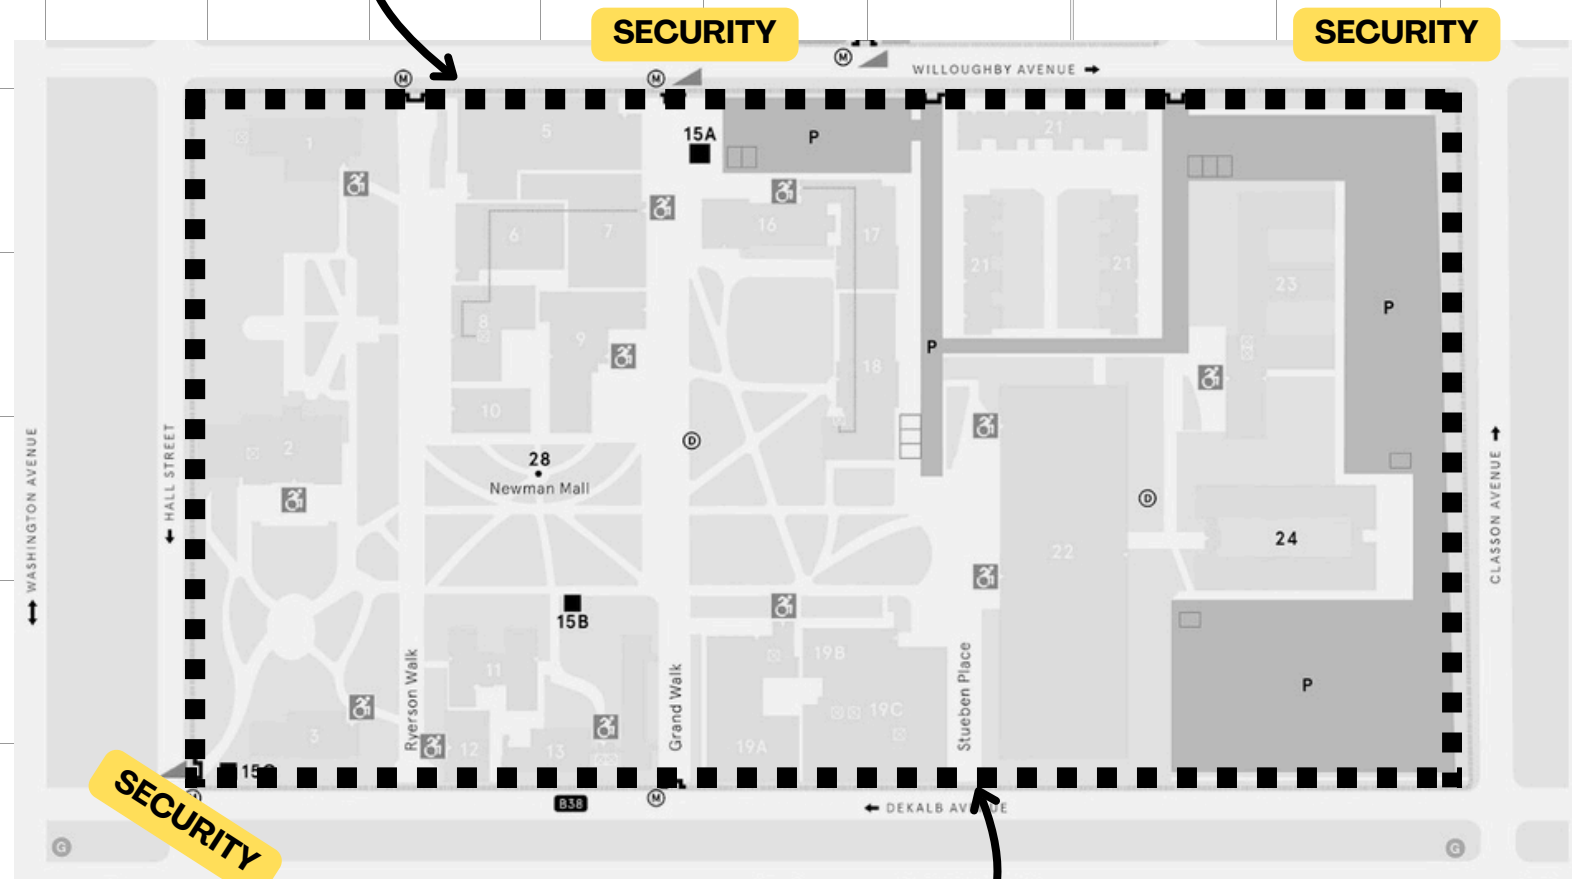 SECURITY
SECURITY
M
M
M
WILLOUGHBY AVENUE
1
5
15A
P
21
6
7
16
17
21
21
23
8
9
P
P
18
10
2
28
Newman Mall
D
D
WASHINGTON AVENUE
HALL STREET
CLASSON AVENUE
22
24
15B
11
19B
P
Ryerson Walk
Grand Walk
Stueben Place
3
12
13
19A
19C
SECURITY
B38
M
DEKALB AVENUE
G
G